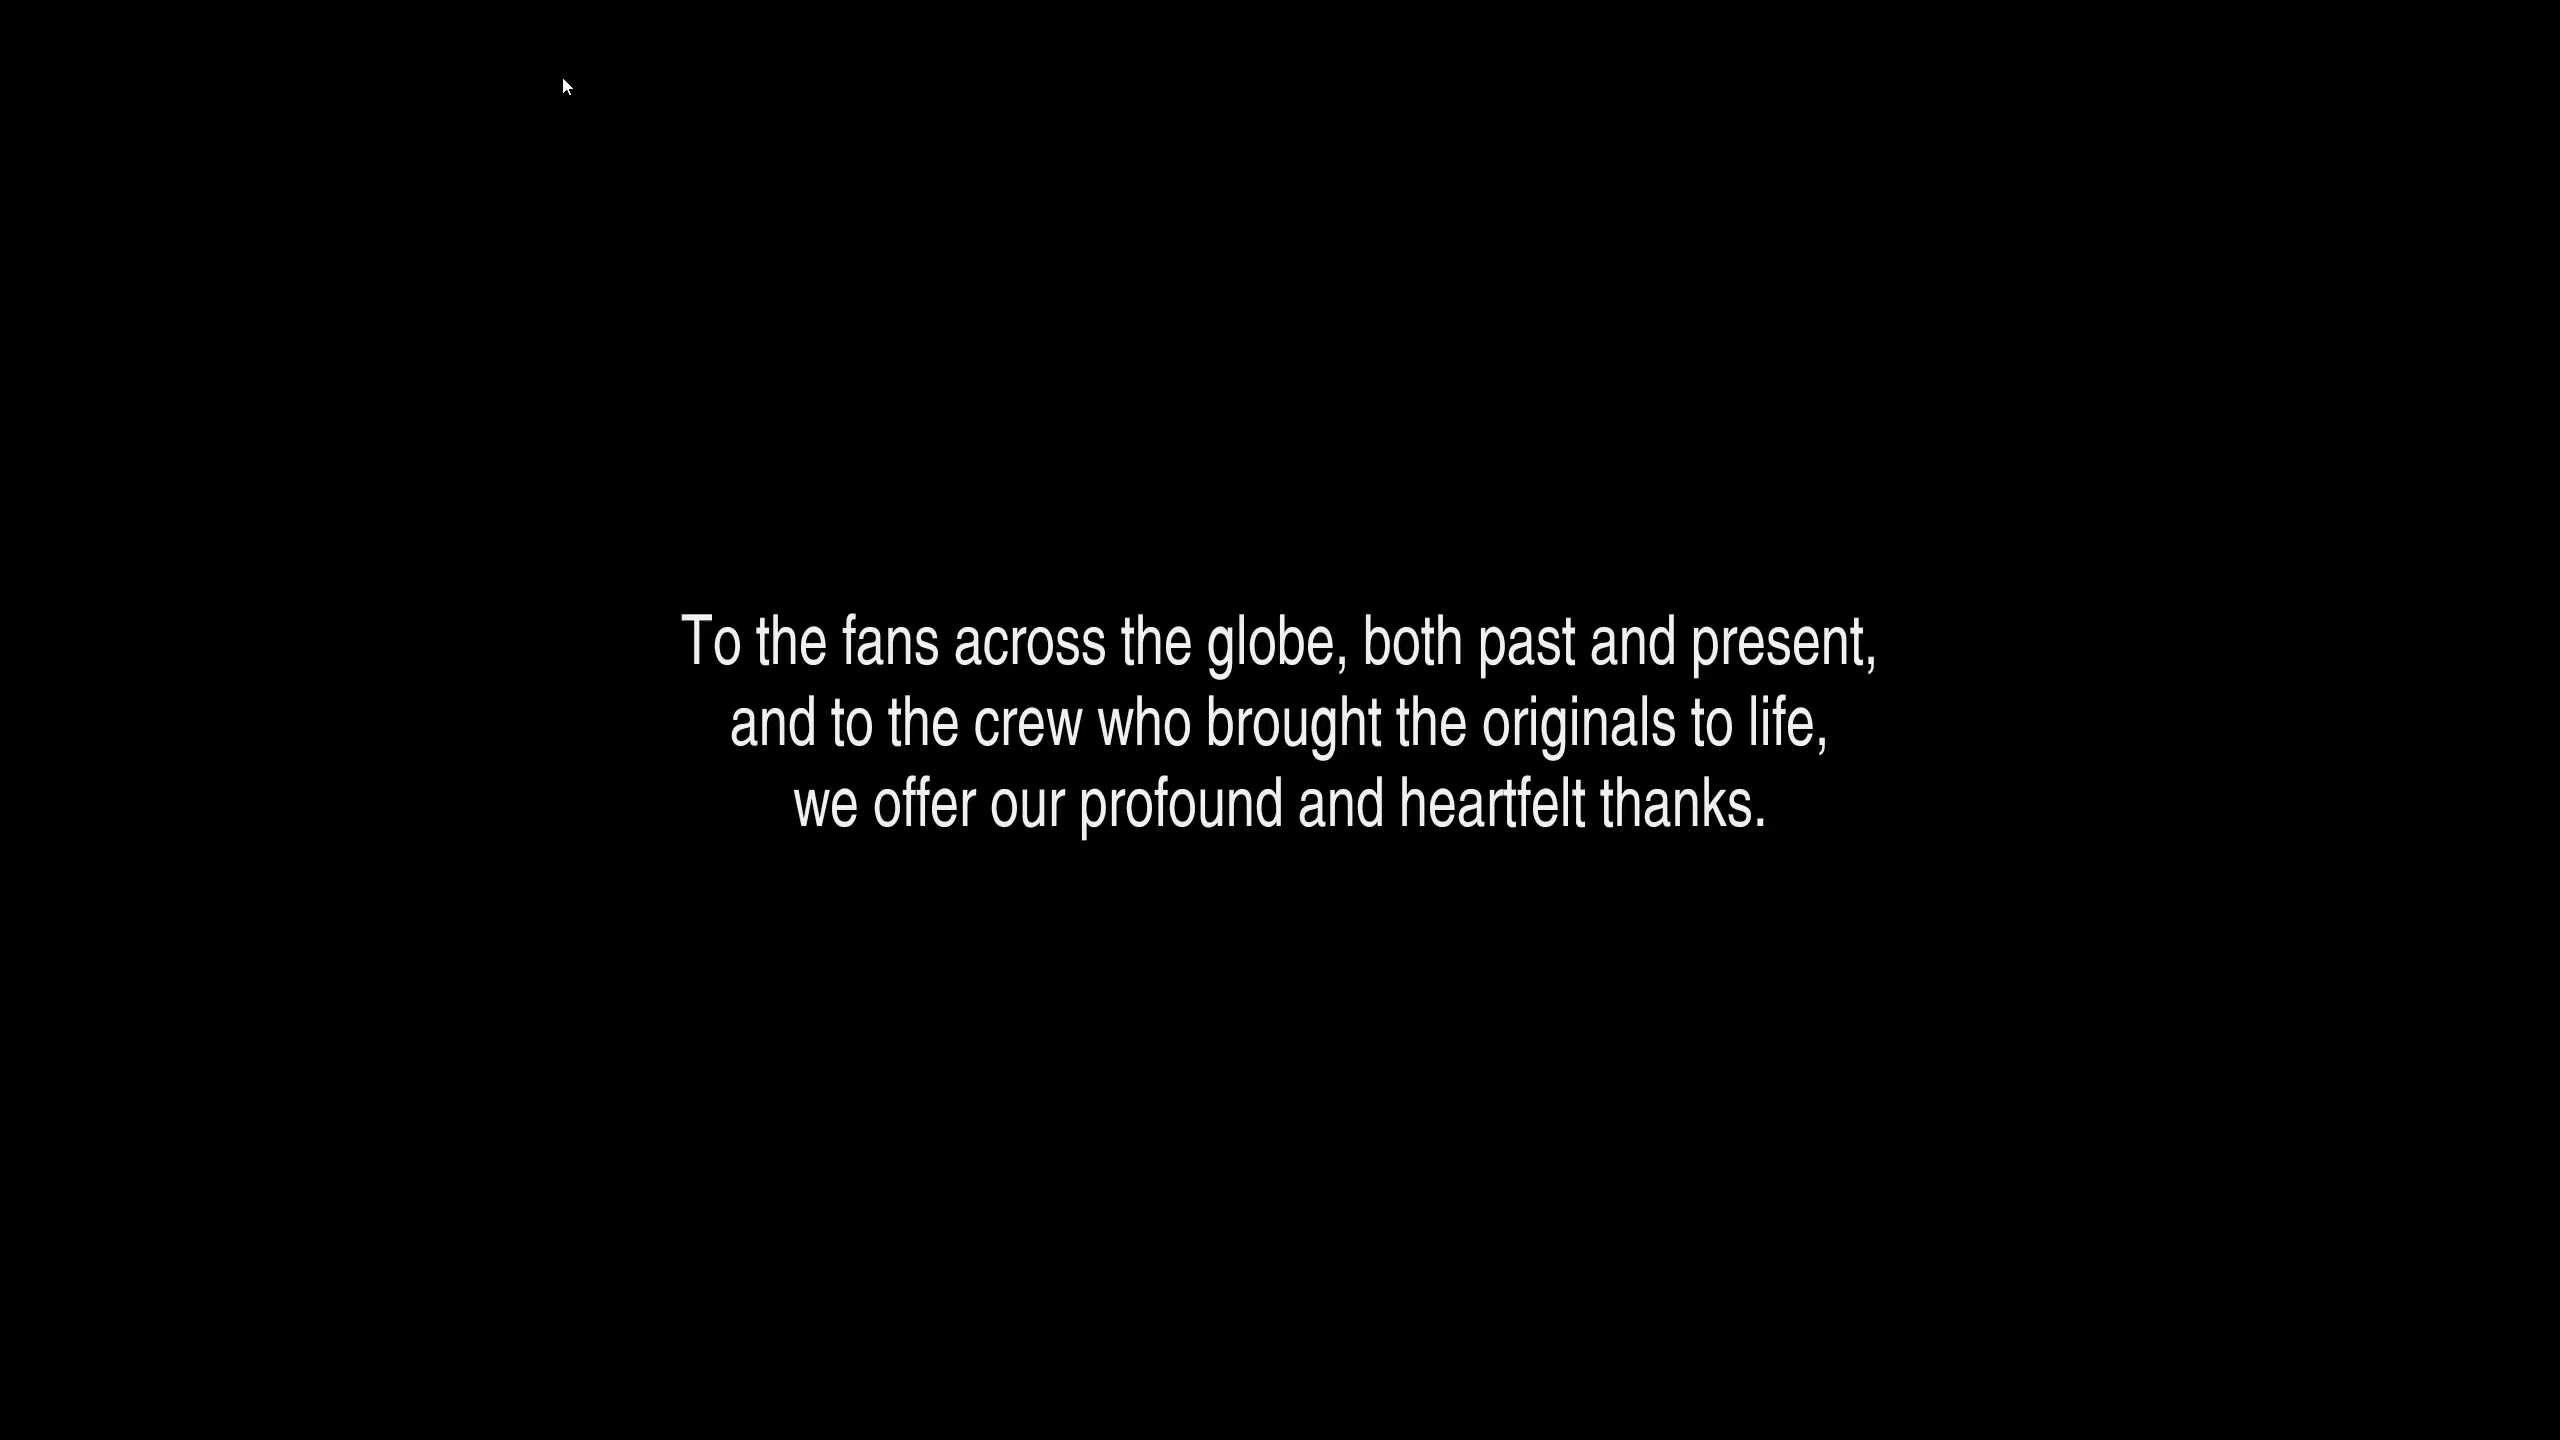 To the fans across the globe, both past and present,
and to the crew who brought the originals to life,
we offer our profound and heartfelt thanks.